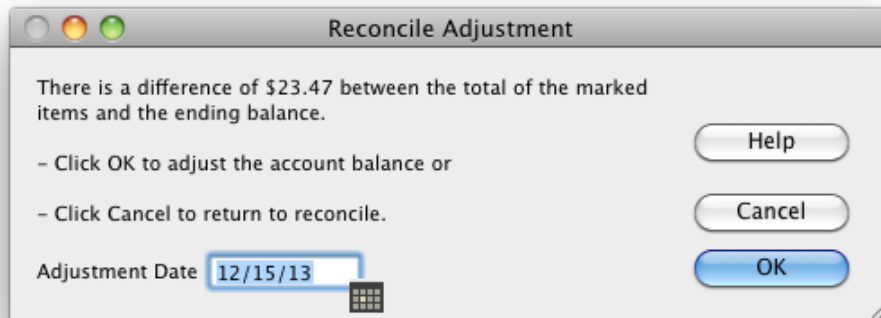 Reconcile Adjustment
There is a difference of $23.47 between the total of the marked
items and the ending balance.
Help
– Click OK to adjust the account balance or
– Click Cancel to return to reconcile.
Cancel
Adjustment Date 12/15/13
OK